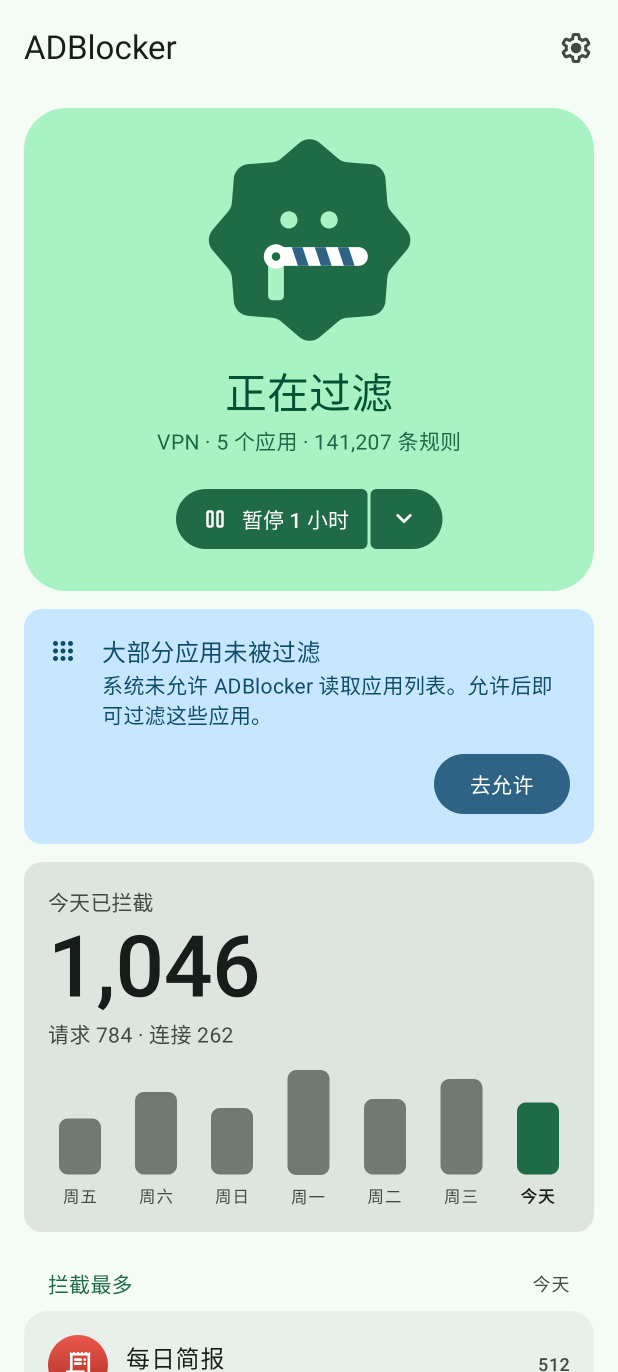 ADBlocker
正在过滤
VPN · 5 个应用 · 141,207 条规则
暂停 1 小时
大部分应用未被过滤
系统未允许 ADBlocker 读取应用列表。允许后即
可过滤这些应用。
去允许
今天已拦截
1,046
请求 784 · 连接 262
周五 周六 周日 周一 周二 周三 今天
拦截最多 今天
每日简报 512